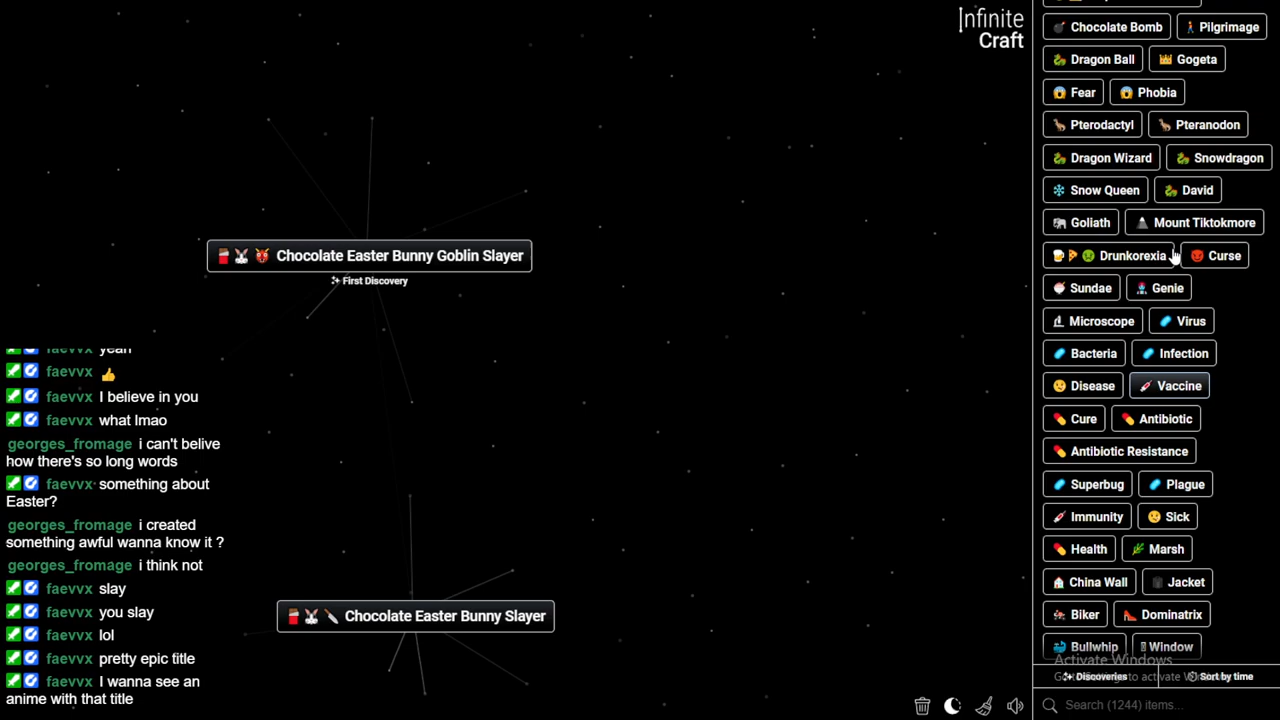 Infinite
Craft
Chocolate Easter Bunny Goblin Slayer
First Discovery
Chocolate Easter Bunny Slayer
faevvx yeah
faevvx 👍
faevvx I believe in you
faevvx what lmao
georges_fromage i can't belive
how there's so long words
faevvx something about
Easter?
georges_fromage i created
something awful wanna know it ?
georges_fromage i think not
faevvx slay
faevvx you slay
faevvx lol
faevvx pretty epic title
faevvx I wanna see an
anime with that title
Chocolate Bomb Pilgrimage
Dragon Ball Gogeta
Fear Phobia
Pterodactyl Pteranodon
Dragon Wizard Snowdragon
Snow Queen David
Goliath Mount Tiktokmore
Drunkorexia Curse
Sundae Genie
Microscope Virus
Bacteria Infection
Disease Vaccine
Cure Antibiotic
Antibiotic Resistance
Superbug Plague
Immunity Sick
Health Marsh
China Wall Jacket
Biker Dominatrix
Bullwhip Window
Activate Windows
Discoveries Sort by time
Search (1244) items...